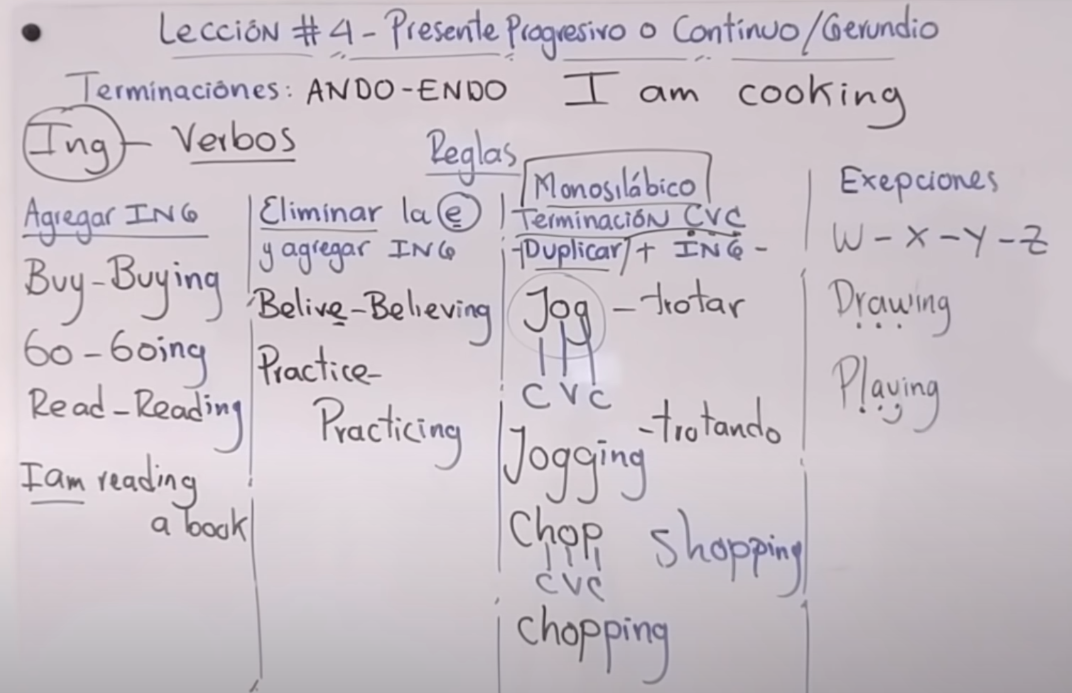 Lección # 4 - Presente Progresivo o Continuo/Gerundio
Terminaciones: ANDO-ENDO I am cooking
Ing - Verbos
Reglas
Agregar ING
Buy-Buying
Go-Going
Read-Reading
I am reading
a book
Eliminar la e
y agregar ING
Belive-Believing
Practice-
Practicing
Monosilábico
Terminación CVC
-Duplicar + ING -
Jog - trotar
C V C
-trotando
Jogging
Chop shopping
C V C
Chopping
Exepciones
W-X-Y-Z
Drawing
Playing